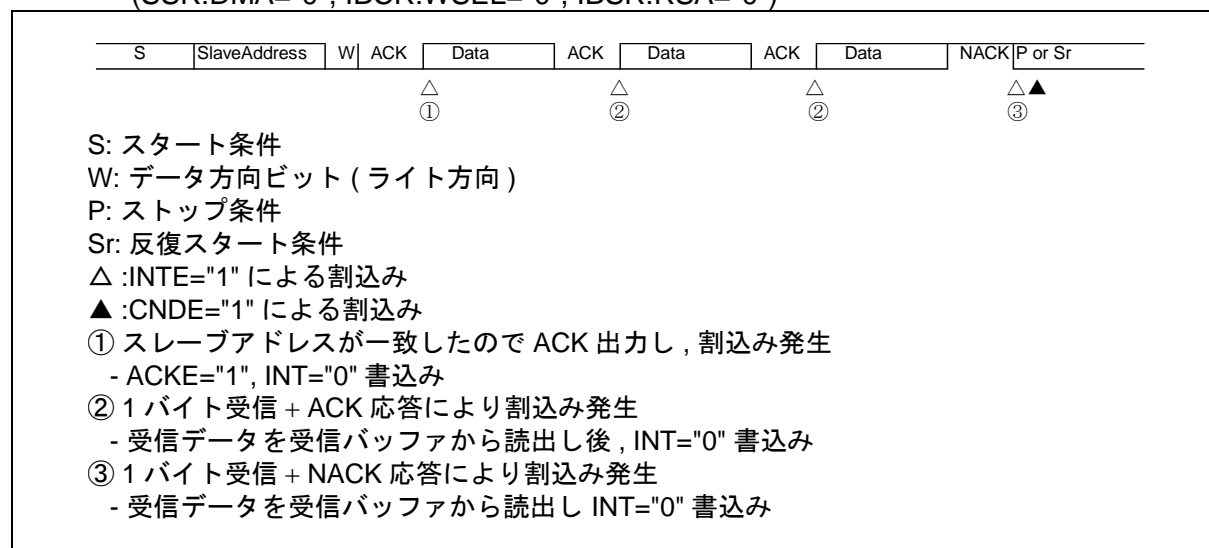 (SSR.DMA="0", IBCR.WSEL="0", IBSR.RSA="0")
S SlaveAddress W ACK Data ACK Data ACK Data NACK P or Sr
△ △ △ △▲
① ② ② ③
S: スタート条件
W: データ方向ビット ( ライト方向 )
P: ストップ条件
Sr: 反復スタート条件
△ :INTE="1" による割込み
▲ :CNDE="1" による割込み
① スレーブアドレスが一致したので ACK 出力し , 割込み発生
- ACKE="1", INT="0" 書込み
② 1 バイト受信 + ACK 応答により割込み発生
- 受信データを受信バッファから読出し後 , INT="0" 書込み
③ 1 バイト受信 + NACK 応答により割込み発生
- 受信データを受信バッファから読出し INT="0" 書込み